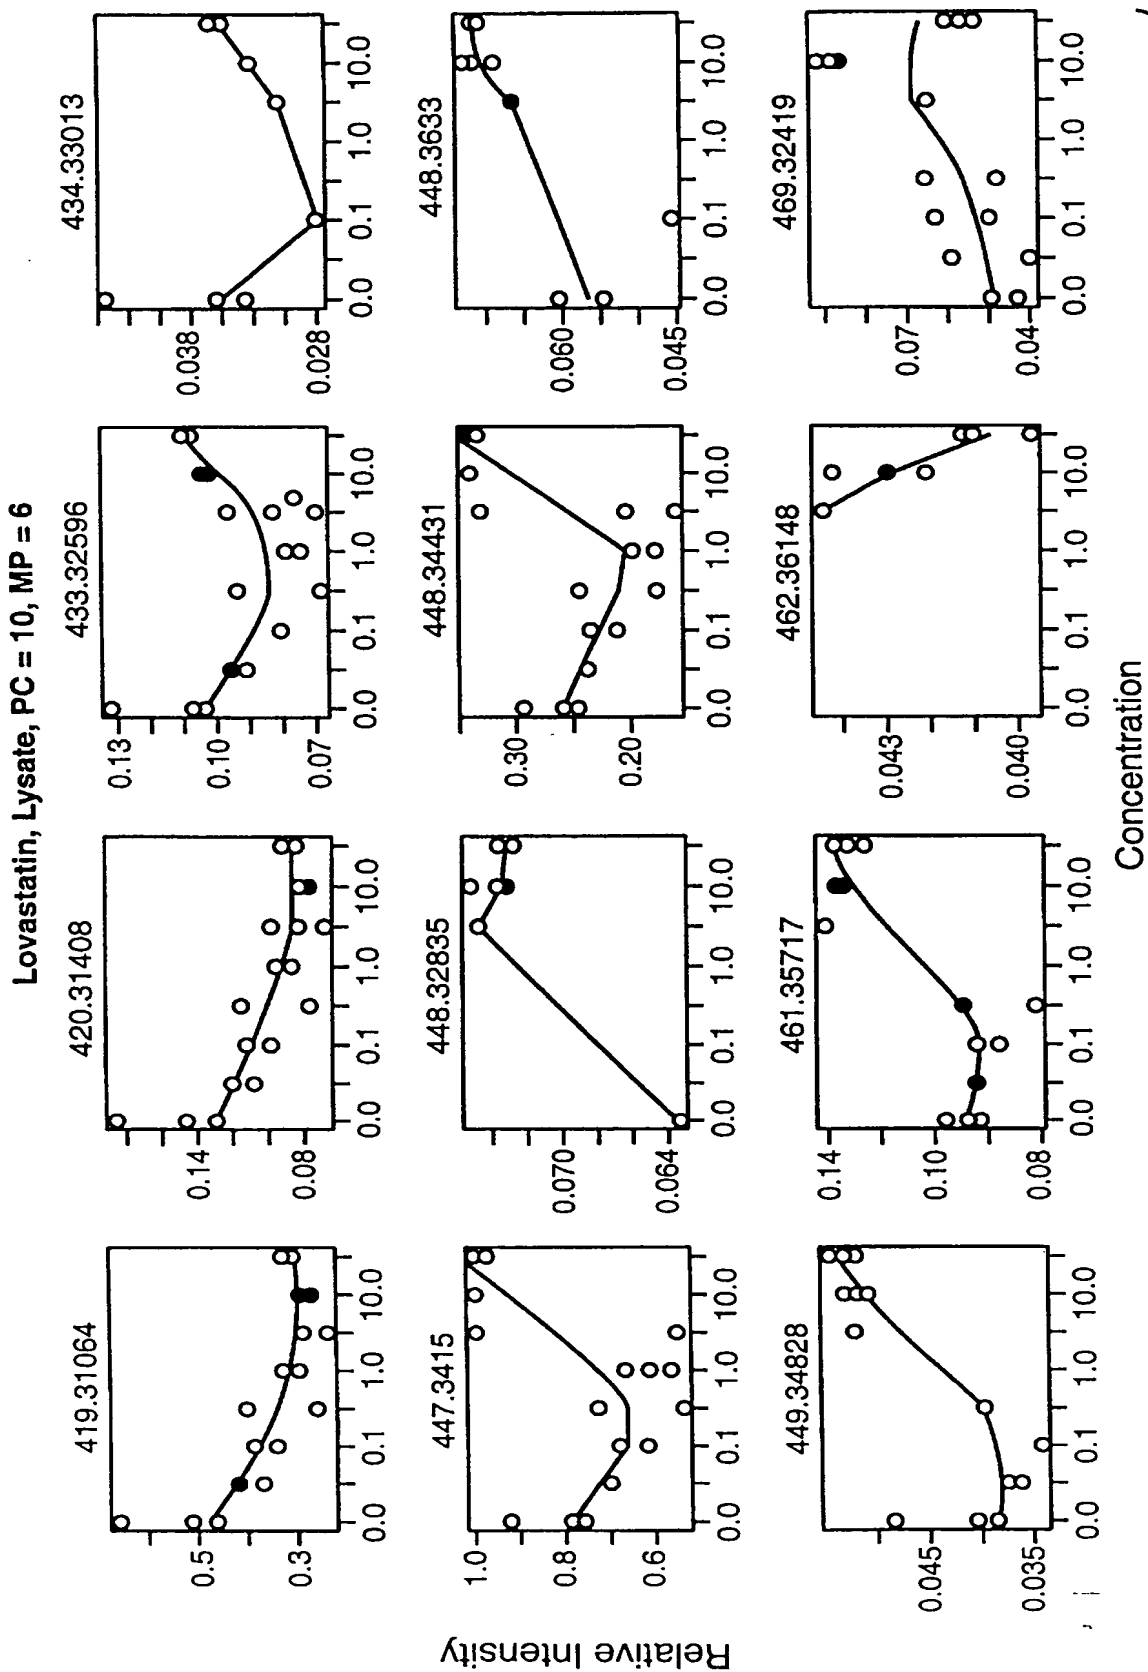 Lovastatin, Lysate, PC = 10, MP = 6
419.31064
0.5
0.3
0.0 0.1 1.0 10.0
420.31408
0.14
0.08
0.0 0.1 1.0 10.0
433.32596
0.13
0.10
0.07
0.0 0.1 1.0 10.0
434.33013
0.038
0.028
0.0 0.1 1.0 10.0
447.3415
1.0
0.8
0.6
0.0 0.1 1.0 10.0
448.32835
0.070
0.064
0.0 0.1 1.0 10.0
448.34431
0.30
0.20
0.0 0.1 1.0 10.0
448.3633
0.060
0.045
0.0 0.1 1.0 10.0
449.34828
0.045
0.035
0.0 0.1 1.0 10.0
461.35717
0.14
0.10
0.08
0.0 0.1 1.0 10.0
462.36148
0.043
0.040
0.0 0.1 1.0 10.0
469.32419
0.07
0.04
0.0 0.1 1.0 10.0
Relative Intensity
Concentration